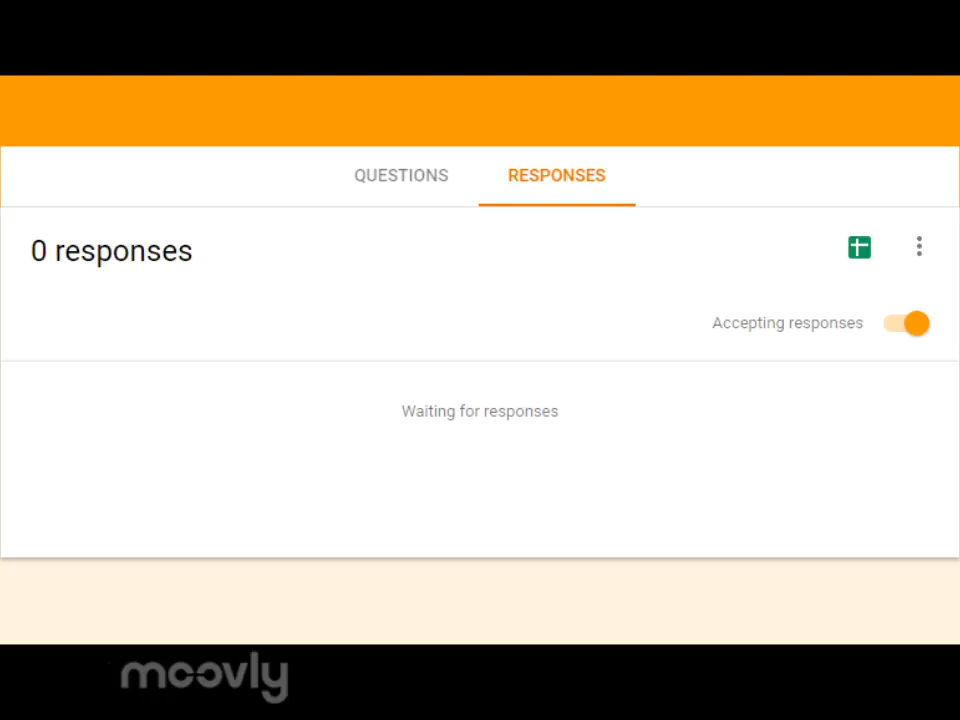 QUESTIONS RESPONSES
0 responses
Accepting responses
Waiting for responses
moovly